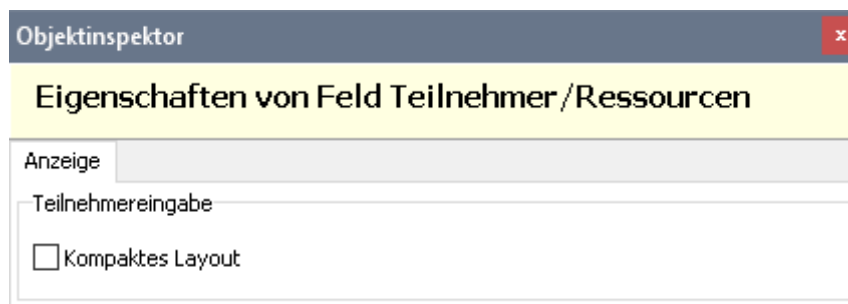 Objektinspektor x
Eigenschaften von Feld Teilnehmer/Ressourcen
Anzeige
Teilnehmereingabe
Kompaktes Layout